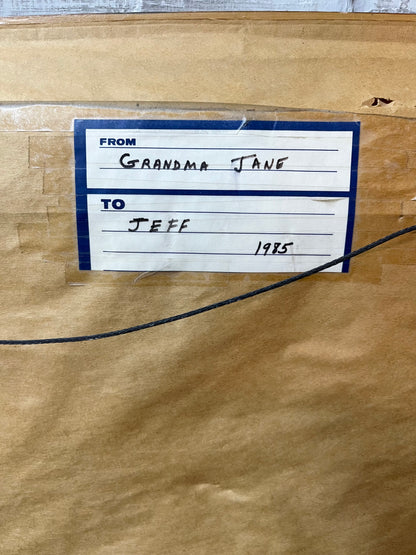 FROM
GRANDMA JANE
TO
JEFF
1985